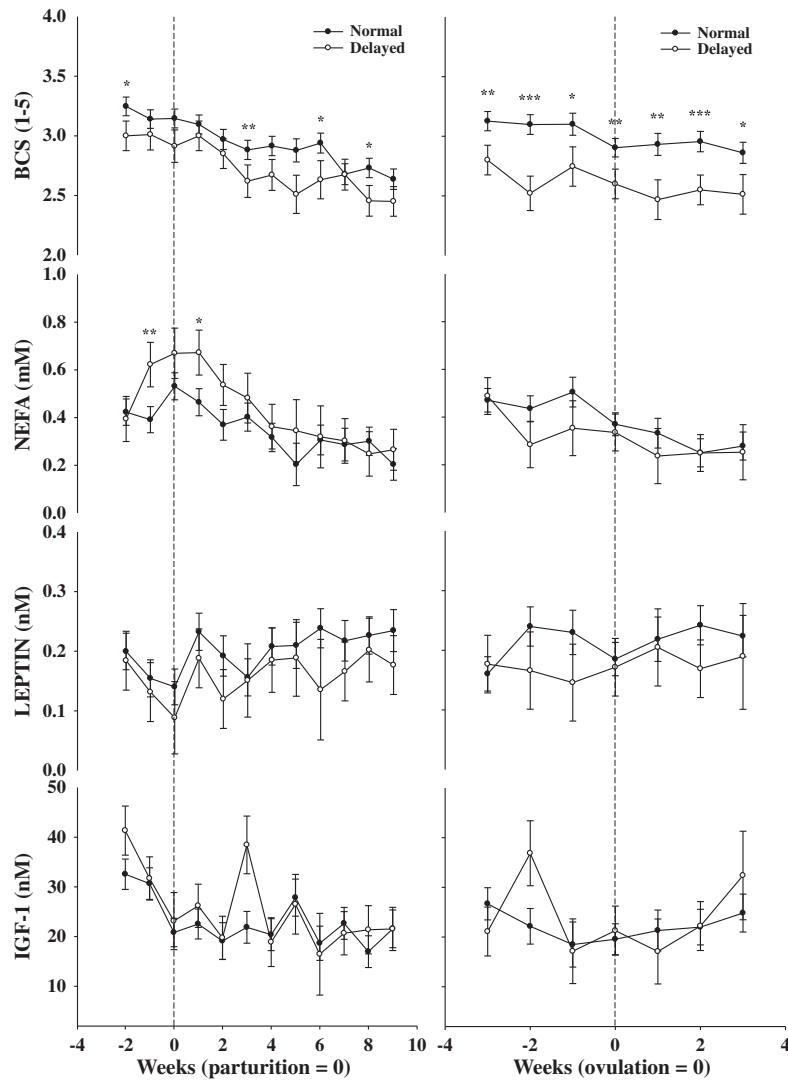 4.0
Normal
Delayed
Normal
Delayed
3.5
*
**
***
*
**
**
***
*
**
*
*
3.0
BCS (1-5)
2.5
2.0
1.0
0.8
**
*
0.6
NEFA (mM)
0.4
0.2
0.0
0.4
0.3
LEPTIN (nM)
0.2
0.1
0.0
50
40
IGF-1 (nM)
30
20
10
-4 -2 0 2 4 6 8 10
-4 -2 0 2 4
Weeks (parturition = 0)
Weeks (ovulation = 0)